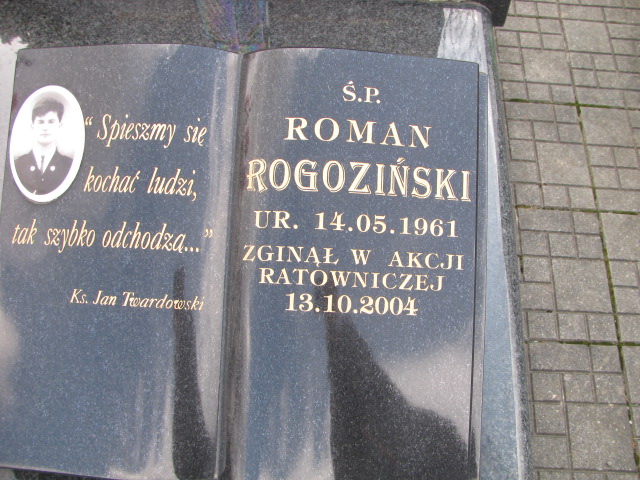 “Spieszmy się
kochać ludzi,
tak szybko odchodza...”
Ks. Jan Twardowski
Ś.P.
ROMAN
ROGOZIŃSKI
UR. 14.05.1961
ZGINĄŁ W AKCJI
RATOWNICZEJ
13.10.2004